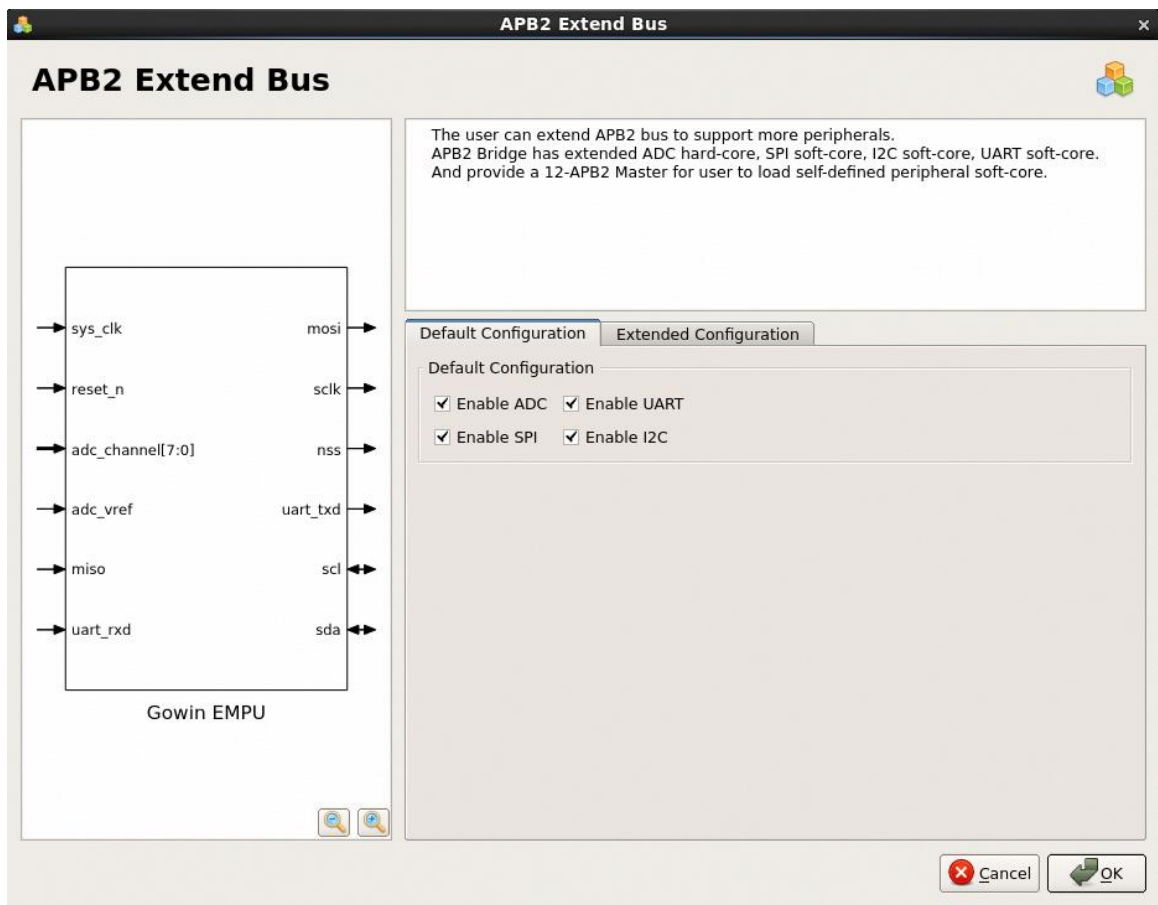 APB2 Extend Bus
APB2 Extend Bus
The user can extend APB2 bus to support more peripherals.
APB2 Bridge has extended ADC hard-core, SPI soft-core, I2C soft-core, UART soft-core.
And provide a 12-APB2 Master for user to load self-defined peripheral soft-core.
sys_clk mosi
reset_n sclk
adc_channel[7:0] nss
adc_vref uart_txd
miso scl
uart_rxd sda
Gowin EMPU
Default Configuration Extended Configuration
Default Configuration
Enable ADC Enable UART
Enable SPI Enable I2C
Cancel OK